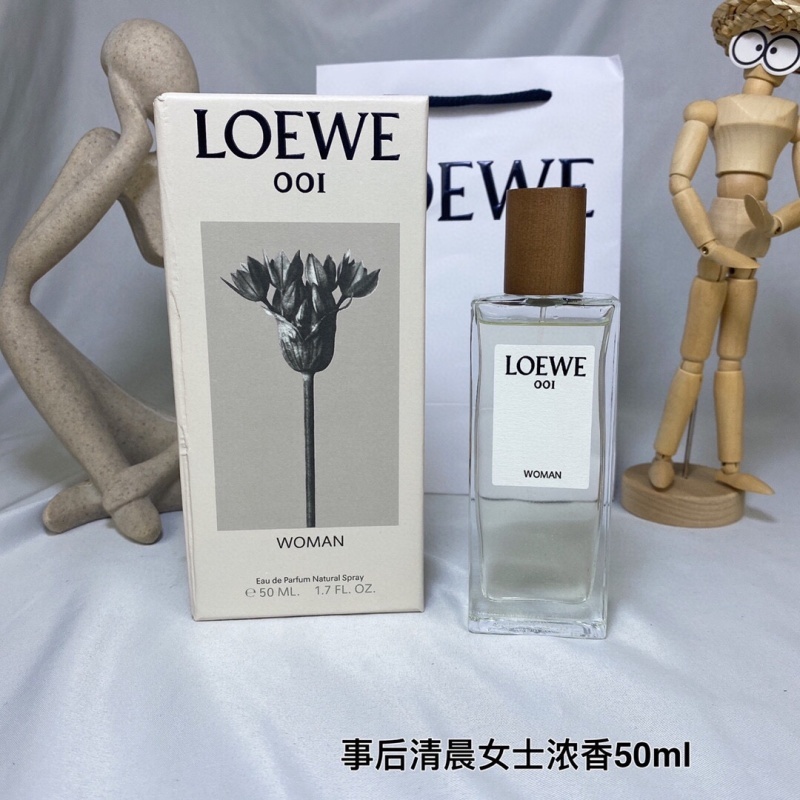 LOEWE
001
WOMAN
Eau de Parfum Natural Spray
℮ 50 ML. 1.7 FL. OZ.
OEWE
LOEWE
001
WOMAN
事后清晨女士浓香50ml